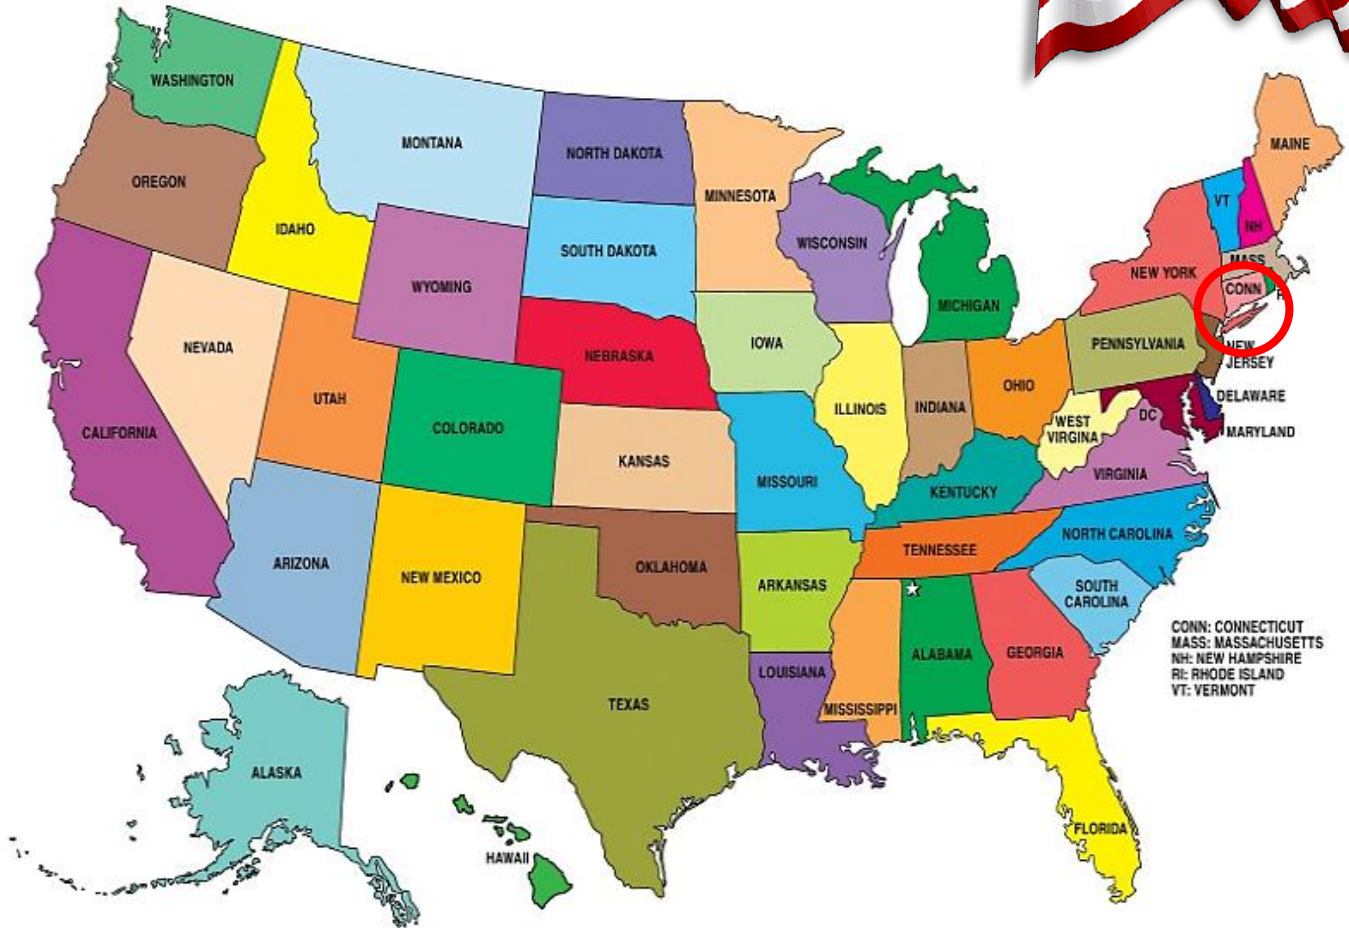 WASHINGTON
MONTANA
NORTH DAKOTA
MINNESOTA
MAINE
OREGON
IDAHO
SOUTH DAKOTA
WISCONSIN
VT
NH
WYOMING
MICHIGAN
NEW YORK
MASS
CONN
R
NEVADA
NEBRASKA
IOWA
PENNSYLVANIA
NEW
JERSEY
UTAH
COLORADO
ILLINOIS
INDIANA
OHIO
DELAWARE
CALIFORNIA
KANSAS
MISSOURI
WEST
VIRGINA
DC
MARYLAND
KENTUCKY
VIRGINIA
ARIZONA
NEW MEXICO
OKLAHOMA
ARKANSAS
TENNESSEE
NORTH CAROLINA
SOUTH
CAROLINA
TEXAS
LOUISIANA
MISSISSIPPI
ALABAMA
GEORGIA
CONN: CONNECTICUT
MASS: MASSACHUSETTS
NH: NEW HAMPSHIRE
RI: RHODE ISLAND
VT: VERMONT
ALASKA
HAWAII
FLORIDA